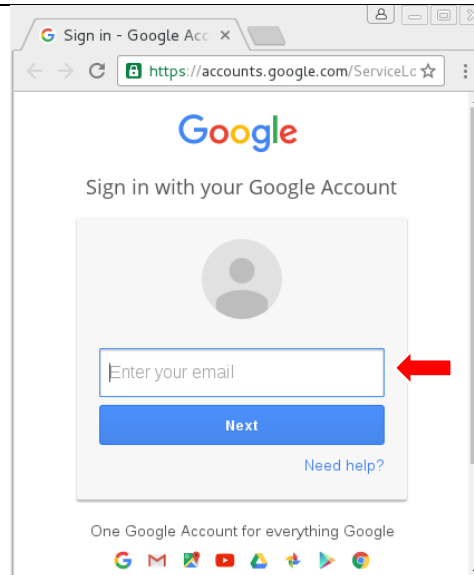 Sign in - Google Acc
https://accounts.google.com/ServiceLo
Google
Sign in with your Google Account
Enter your email
Next
Need help?
One Google Account for everything Google